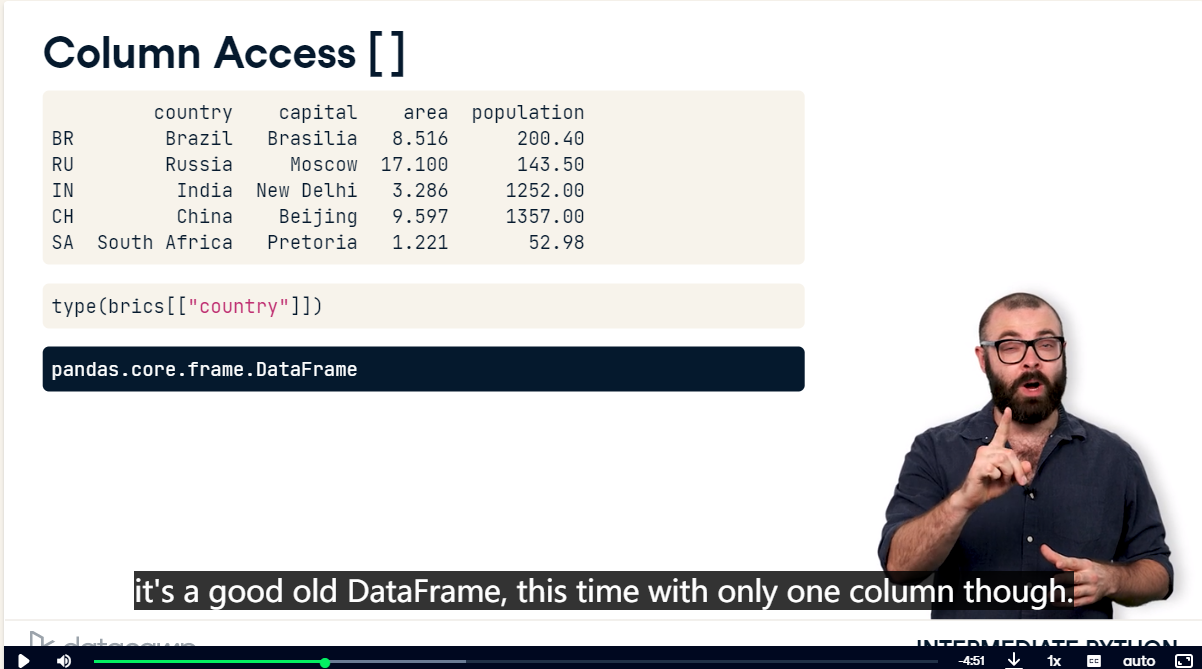 Column Access []
country capital area population
BR Brazil Brasilia 8.516 200.40
RU Russia Moscow 17.100 143.50
IN India New Delhi 3.286 1252.00
CH China Beijing 9.597 1357.00
SA South Africa Pretoria 1.221 52.98
type(brics[["country"]])
pandas.core.frame.DataFrame
it's a good old DataFrame, this time with only one column though.
datacamp
INTERMEDIATE PYTHON
-4:51 1x CC auto